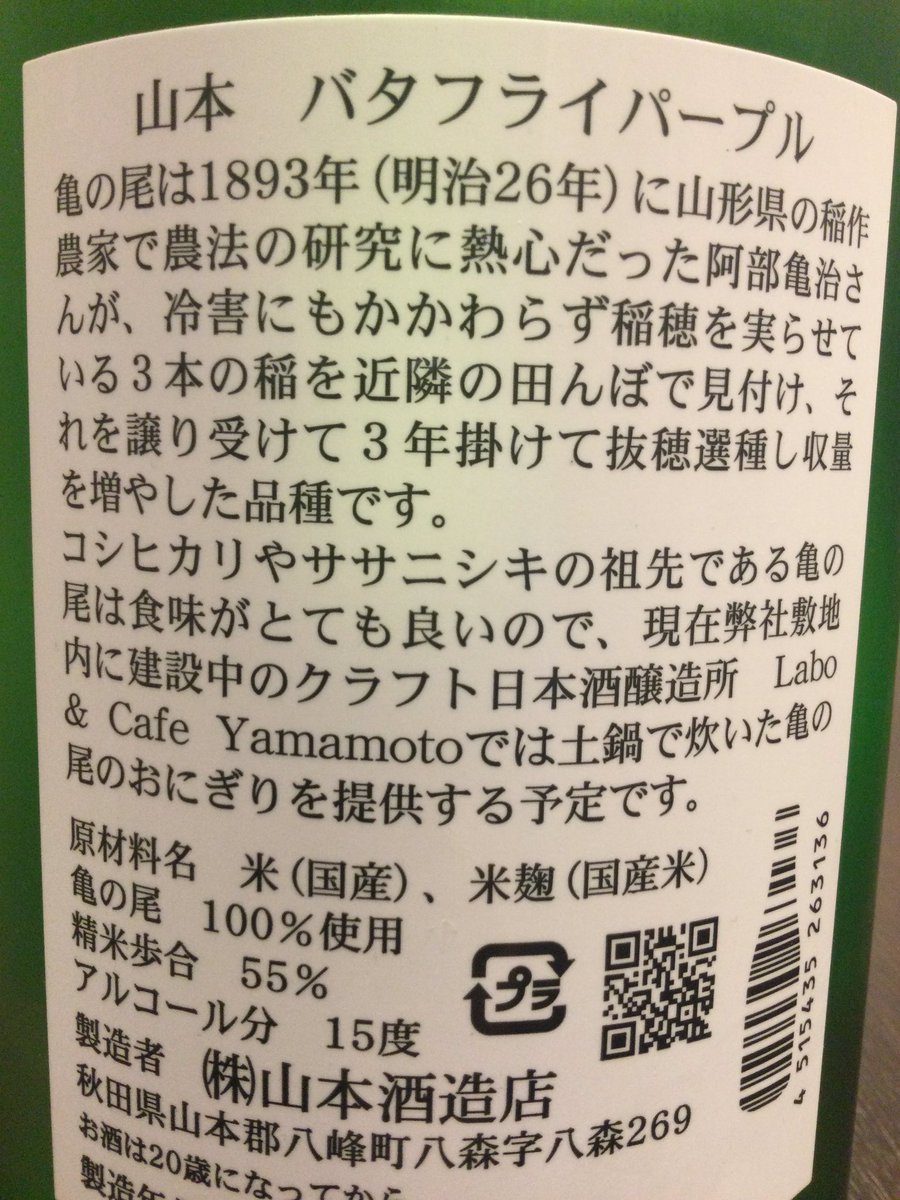 山本　バタフライパープル
亀の尾は1893年（明治26年）に山形県の稲作
農家で農法の研究に熱心だった阿部亀治さ
んが、冷害にもかかわらず稲穂を実らせて
いる３本の稲を近隣の田んぼで見付け、そ
れを譲り受けて３年掛けて抜穂選種し収量
を増やした品種です。
コシヒカリやササニシキの祖先である亀の
尾は食味がとても良いので、現在弊社敷地
内に建設中のクラフト日本酒醸造所　Labo
& Cafe Yamamotoでは土鍋で炊いた亀の
尾のおにぎりを提供する予定です。
原材料名　米（国産）、米麹（国産米）
亀の尾　100％使用
精米歩合　55％
アルコール分　15度
製造者　㈱山本酒造店
秋田県山本郡八峰町八森字八森269
お酒は20歳になってから
製造年
プラ
4 515435 263136